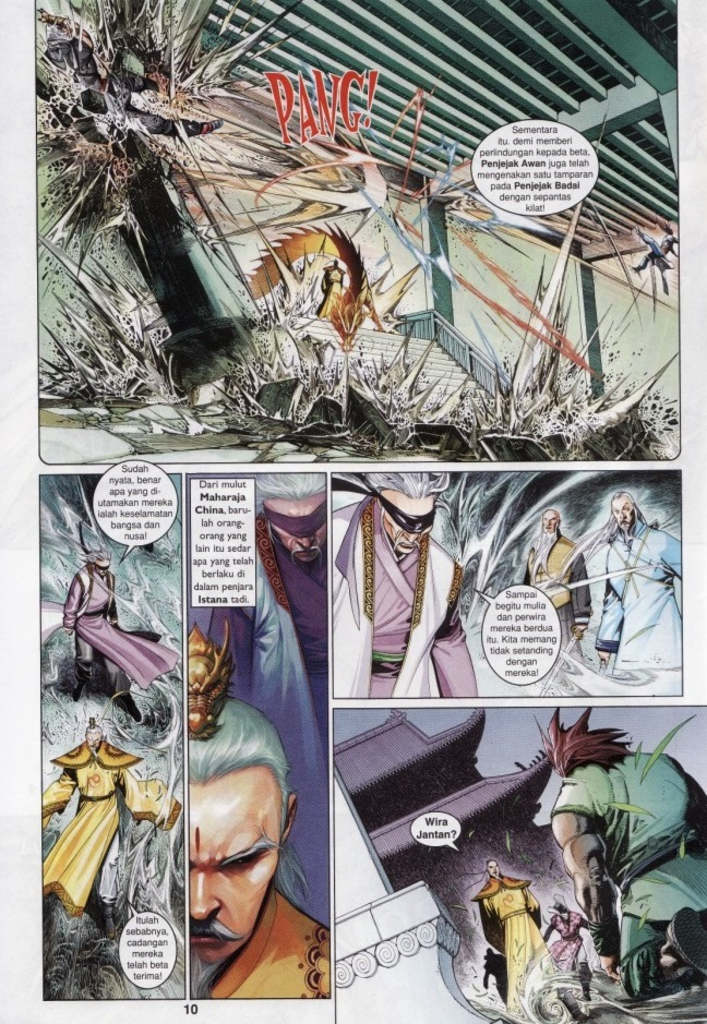 PANG!
Sementara
itu. demi memberi
perlindungan kepada beta,
Penjejak Awan juga telah
mengenakan satu tamparan
pada Penjejak Badai
dengan sepantas
kilat!
Sudah
nyata, benar
apa yang di-
utamakan mereka
ialah keselamatan
bangsa dan
nusa!
Itulah
sebabnya,
cadangan
mereka
telah beta
terima!
Dari mulut
Maharaja
China, baru-
lah orang-
orang yang
lain itu sedar
apa yang telah
berlaku di
dalam penjara
Istana tadi.
Sampai
begitu mulia
dan perwira
mereka berdua
itu. Kita memang
tidak setanding
dengan
mereka!
Wira
Jantan?
10